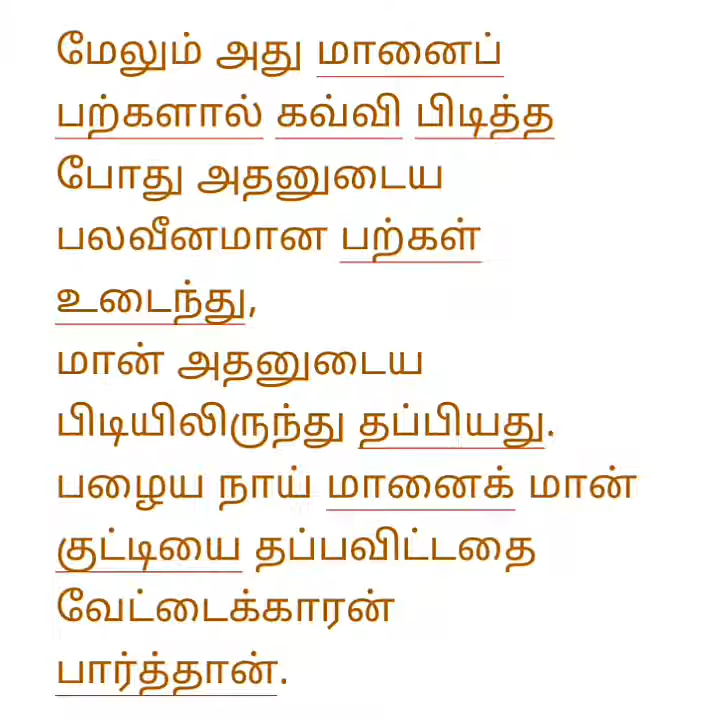 மேலும் அது மானைப்
பற்களால் கவ்வி பிடித்த
போது அதனுடைய
பலவீனமான பற்கள்
உடைந்து,
மான் அதனுடைய
பிடியிலிருந்து தப்பியது.
பழைய நாய் மானைக் மான்
குட்டியை தப்பவிட்டதை
வேட்டைக்காரன்
பார்த்தான்.